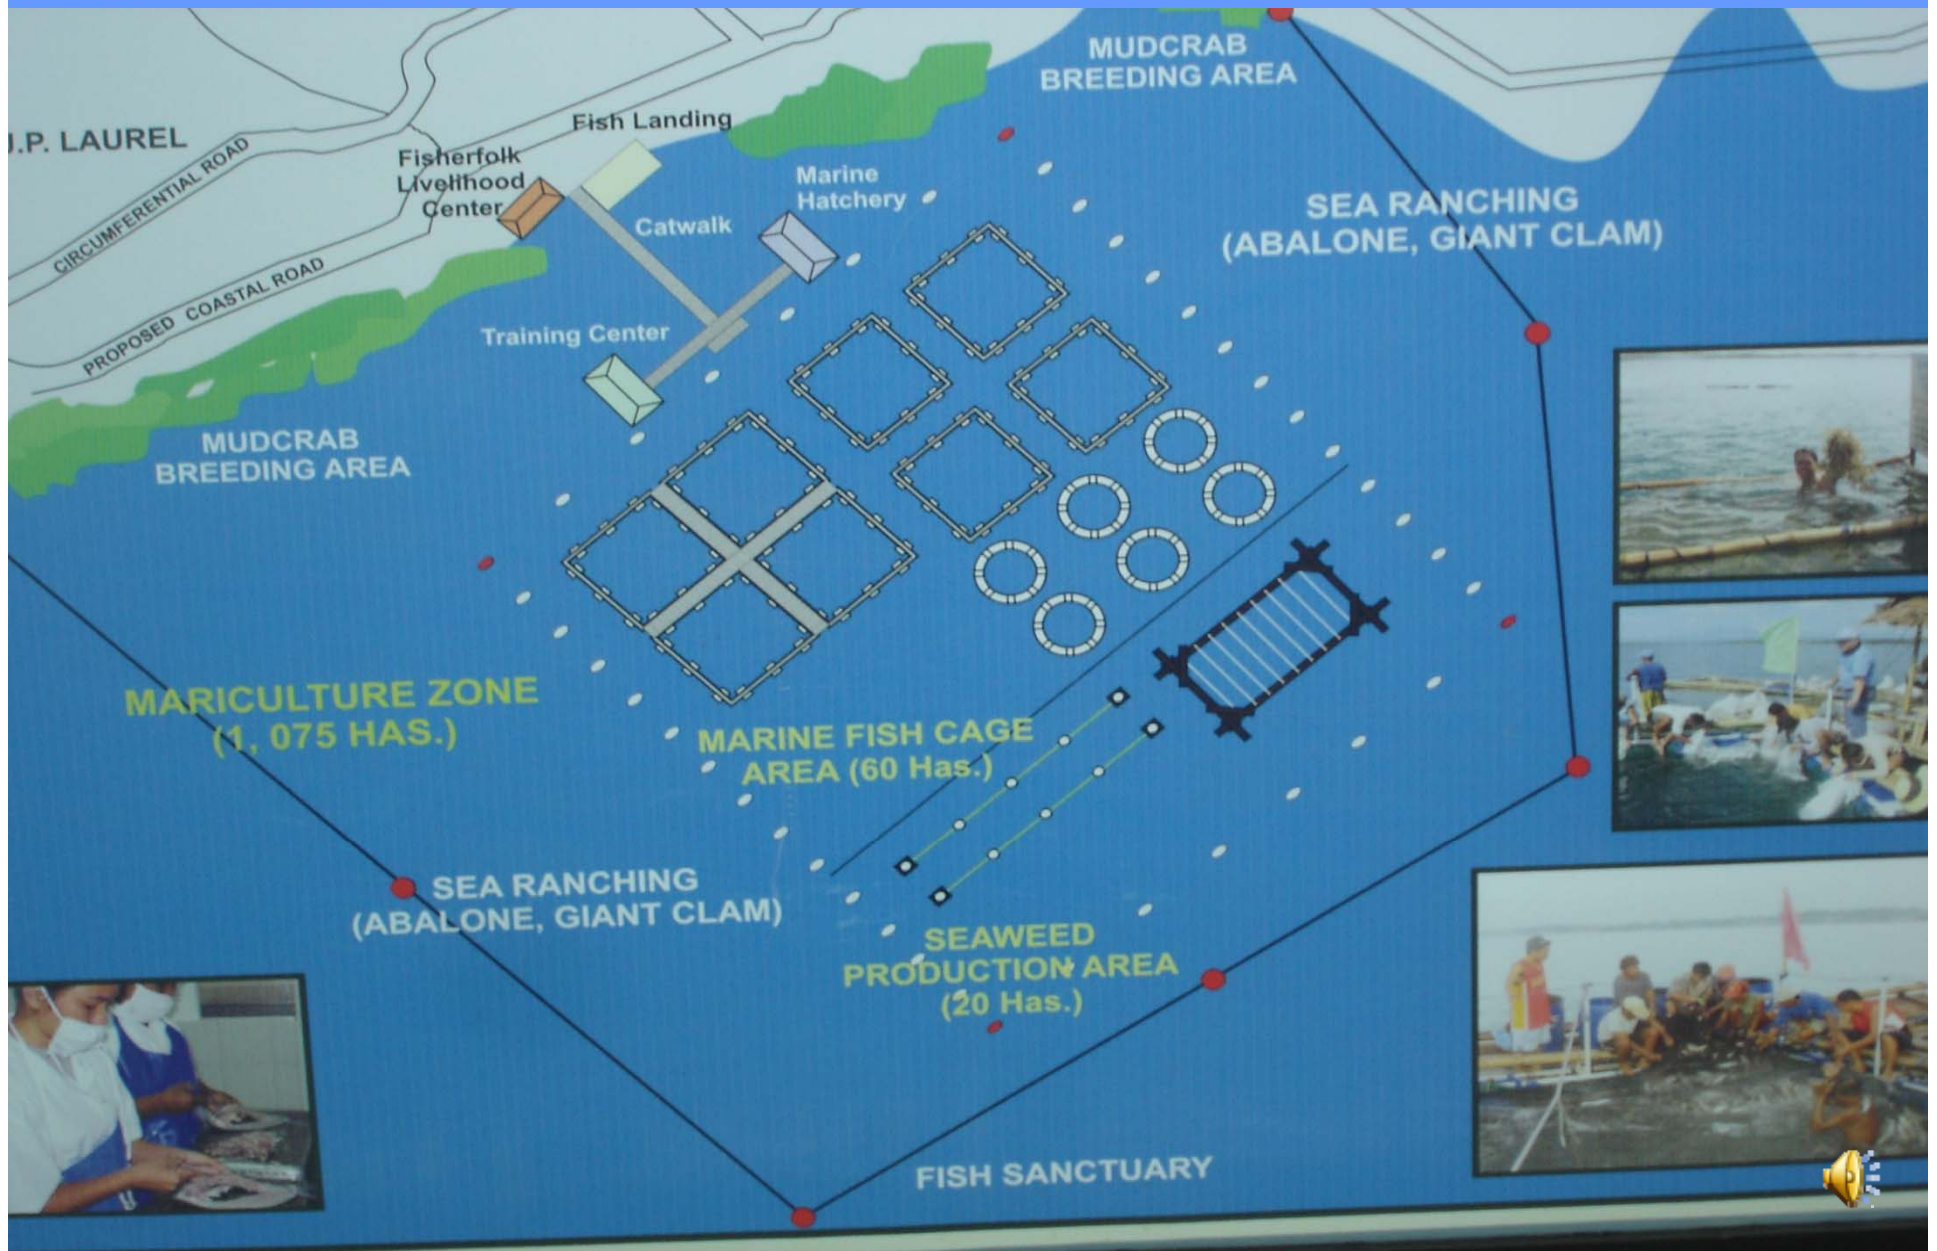 MUDCRAB
BREEDING AREA
Fish Landing
J.P. LAUREL
Fisherfolk
Livelihood
Center
CIRCUMFERENTIAL ROAD
Marine
Hatchery
Catwalk
SEA RANCHING
(ABALONE, GIANT CLAM)
PROPOSED COASTAL ROAD
Training Center
MUDCRAB
BREEDING AREA
MARICULTURE ZONE
(1, 075 HAS.)
MARINE FISH CAGE
AREA (60 Has.)
SEA RANCHING
(ABALONE, GIANT CLAM)
SEAWEED
PRODUCTION AREA
(20 Has.)
FISH SANCTUARY